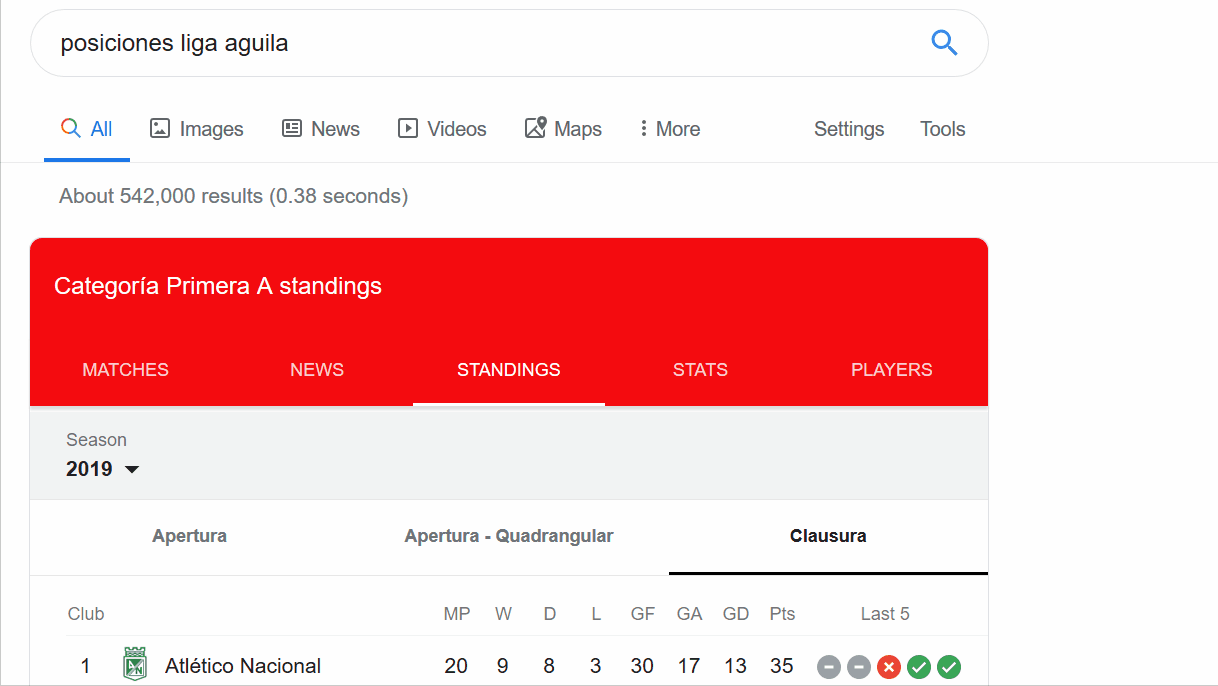 posiciones liga aguila
All Images News Videos Maps More Settings Tools
About 542,000 results (0.38 seconds)
Categoría Primera A standings
MATCHES NEWS STANDINGS STATS PLAYERS
Season
2019
Apertura Apertura - Quadrangular Clausura
Club MP W D L GF GA GD Pts Last 5
1 Atlético Nacional 20 9 8 3 30 17 13 35